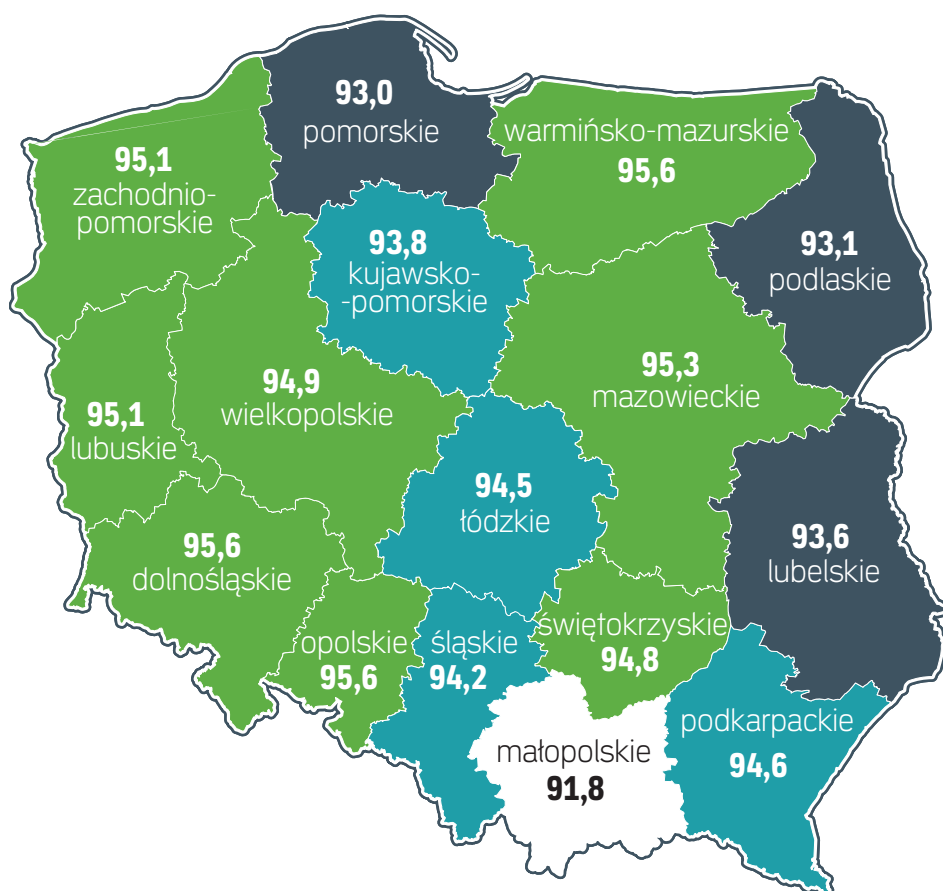 93,0
pomorskie
warmińsko-mazurskie
95,6
95,1
zachodnio-
pomorskie
93,8
kujawsko-
-pomorskie
93,1
podlaskie
95,3
mazowieckie
94,9
wielkopolskie
95,1
lubuskie
94,5
łódzkie
93,6
lubelskie
95,6
dolnośląskie
opolskie
95,6
śląskie
94,2
świętokrzyskie
94,8
podkarpackie
94,6
małopolskie
91,8